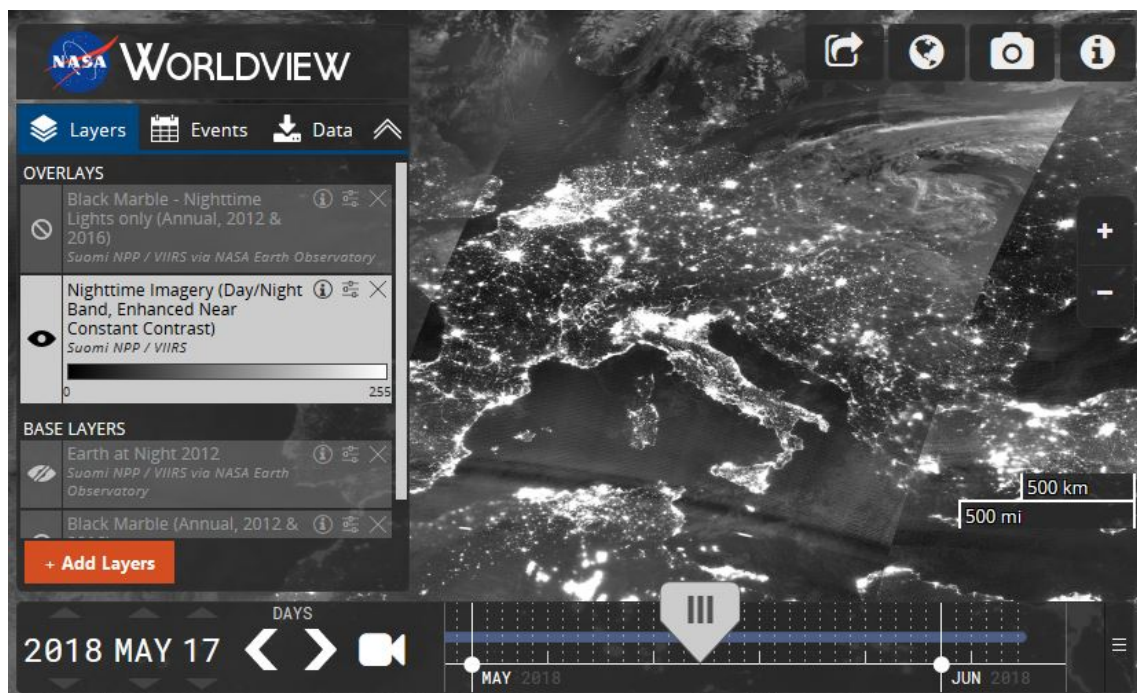 NASA WORLDVIEW
Layers Events Data
OVERLAYS
Black Marble - Nighttime
Lights only (Annual, 2012 &
2016)
Suomi NPP / VIIRS via NASA Earth Observatory
Nighttime Imagery (Day/Night
Band, Enhanced Near
Constant Contrast)
Suomi NPP / VIIRS
0 255
BASE LAYERS
Earth at Night 2012
Suomi NPP / VIIRS via NASA Earth
Observatory
Black Marble (Annual, 2012 &
+ Add Layers
500 km
500 mi
DAYS
2018 MAY 17
MAY 2018 JUN 2018